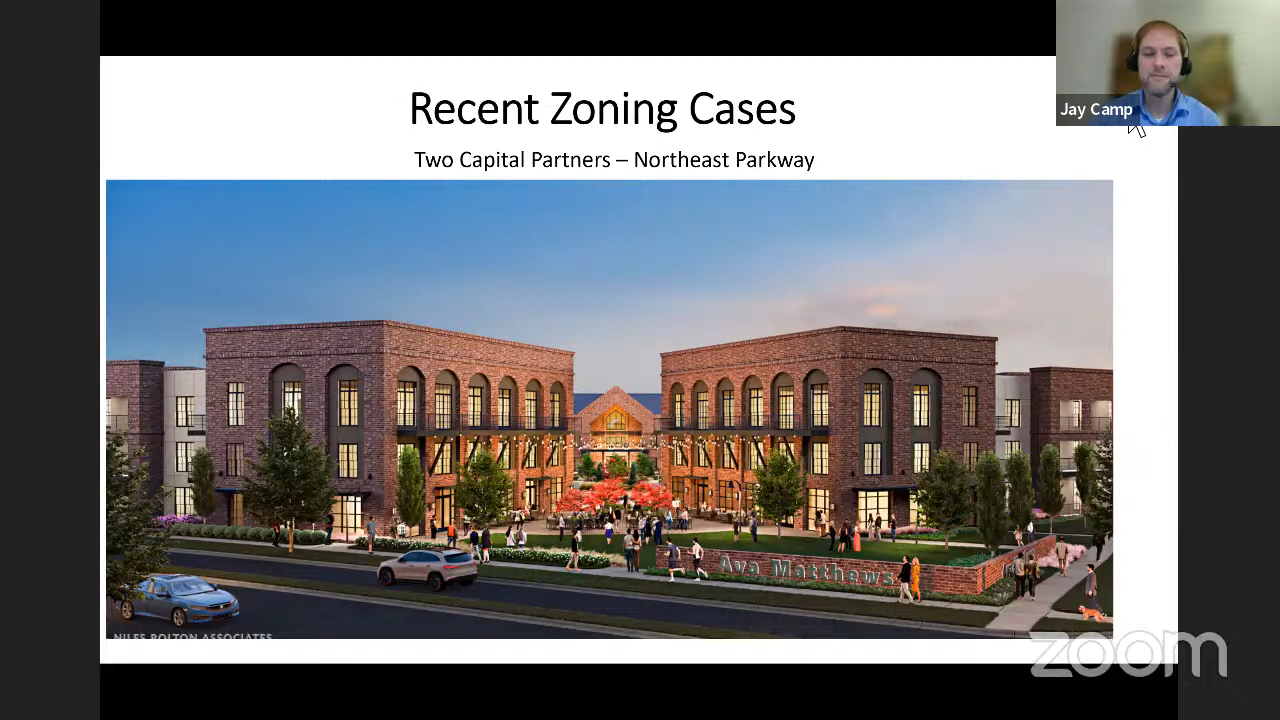 Recent Zoning Cases
Jay Camp
Two Capital Partners – Northeast Parkway
Ava Matthews
NILES BOLTON ASSOCIATES
zoom